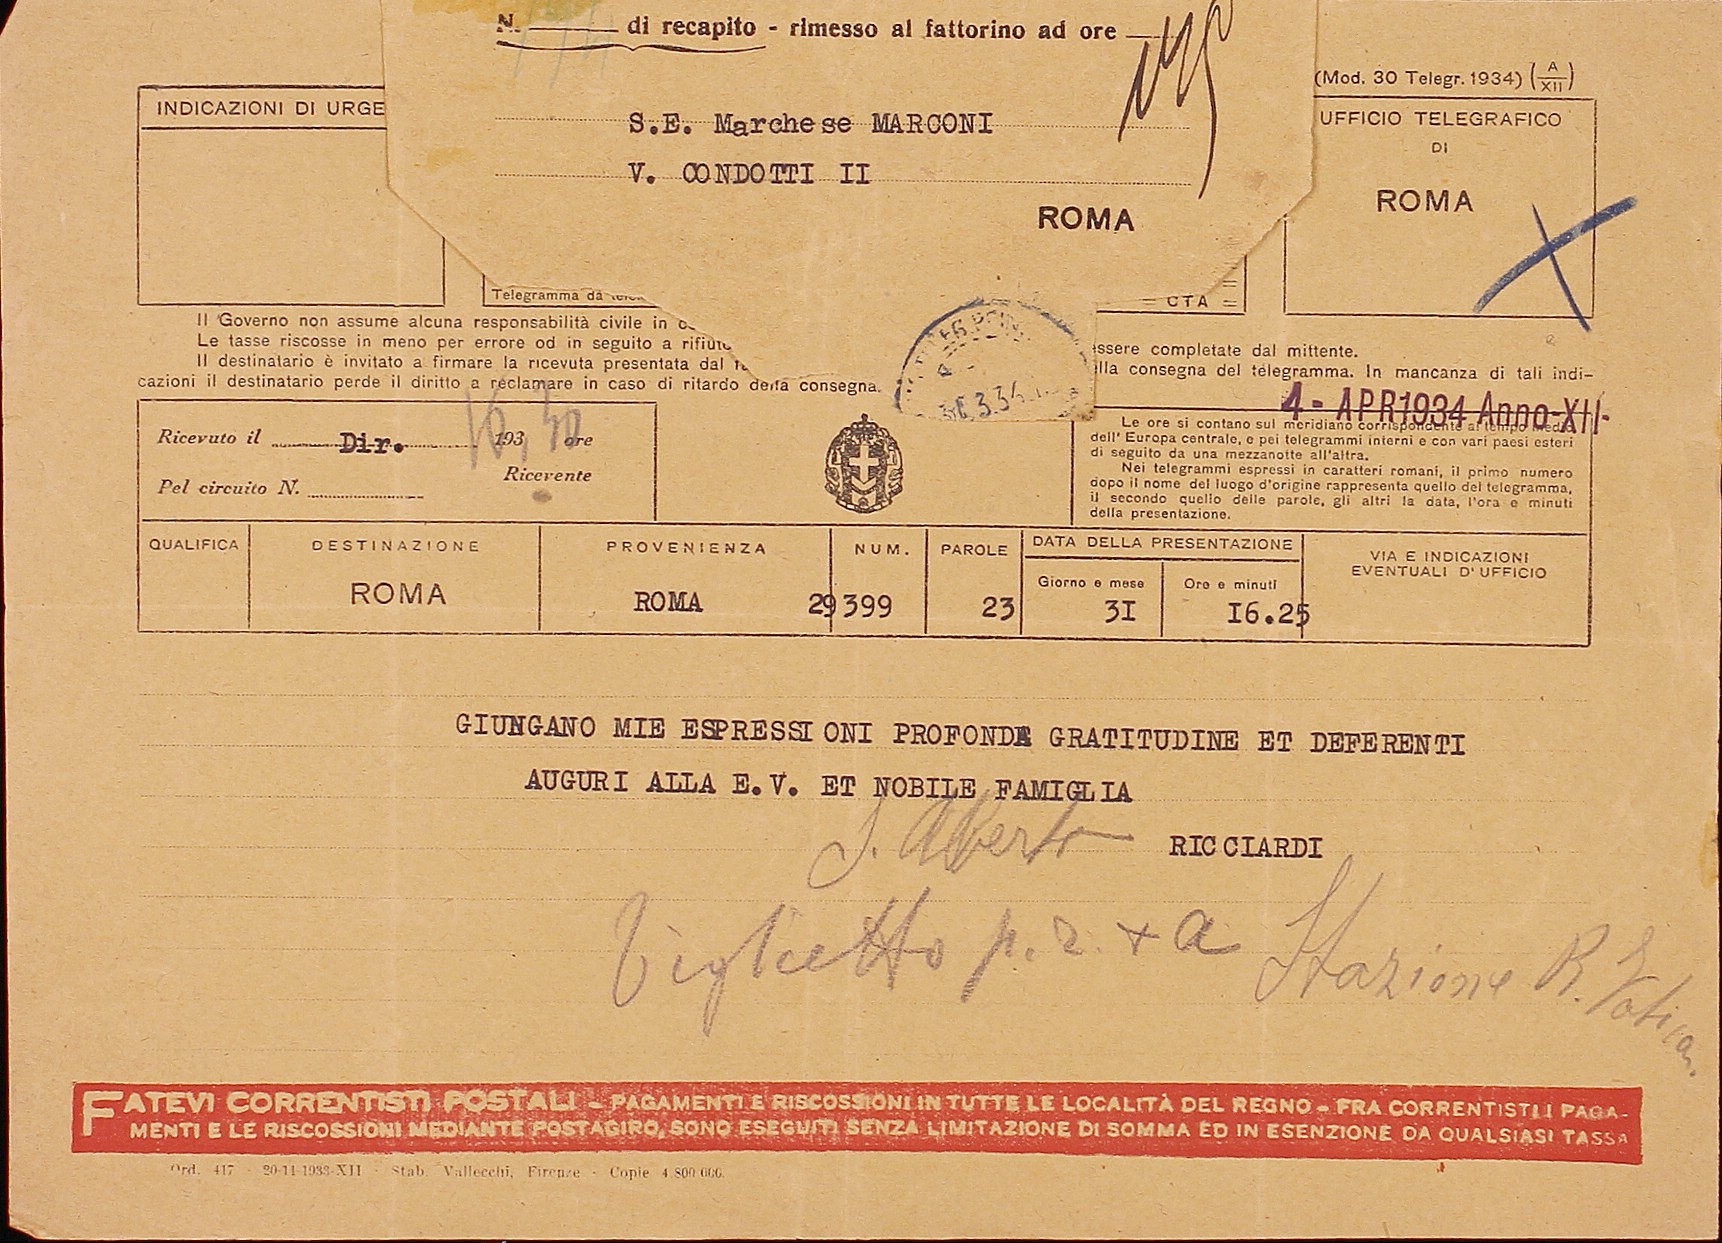 N. di recapito - rimesso al fattorino ad ore
(Mod. 30 Telegr. 1934) (A/XII)
INDICAZIONI DI URGE
S.E. Marchese MARCONI
V. CONDOTTI II
ROMA
UFFICIO TELEGRAFICO
DI
ROMA
Telegramma da
CTA
Il Governo non assume alcuna responsabilità civile in
Le tasse riscosse in meno per errore od in seguito a rifiuto
essere completate dal mittente.
Il destinatario è invitato a firmare la ricevuta presentata dal
lla consegna del telegramma. In mancanza di tali indi-
cazioni il destinatario perde il diritto a reclamare in caso di ritardo della consegna.
3.34
4 - APR 1934 Anno XII-
Ricevuto il Dir. 193 ore
16,30
Ricevente
Pel circuito N.
Le ore si contano sul meridiano corrispondente al tempo medio
dell' Europa centrale, e pei telegrammi interni e con vari paesi esteri
di seguito da una mezzanotte all'altra.
Nei telegrammi espressi in caratteri romani, il primo numero
dopo il nome del luogo d'origine rappresenta quello del telegramma,
il secondo quello delle parole, gli altri la data, l'ora e minuti
della presentazione.
QUALIFICA DESTINAZIONE PROVENIENZA NUM. PAROLE DATA DELLA PRESENTAZIONE VIA E INDICAZIONI
EVENTUALI D'UFFICIO
Giorno e mese Ore e minuti
ROMA ROMA 29399 23 31 16.25
GIUNGANO MIE ESPRESSIONI PROFONDA GRATITUDINE ET DEFERENTI
AUGURI ALLA E.V. ET NOBILE FAMIGLIA
RICCIARDI
biglietto p. r. + a Stazione R. Vatican.
FATEVI CORRENTISTI POSTALI - PAGAMENTI E RISCOSSIONI IN TUTTE LE LOCALITÀ DEL REGNO - FRA CORRENTISTI I PAGA-
MENTI E LE RISCOSSIONI MEDIANTE POSTAGIRO, SONO ESEGUITI SENZA LIMITAZIONE DI SOMMA ED IN ESENZIONE DA QUALSIASI TASSA
Ord. 417 - 20-11-1933-XII - Stab. Vallecchi, Firenze - Copie 4.800.000.